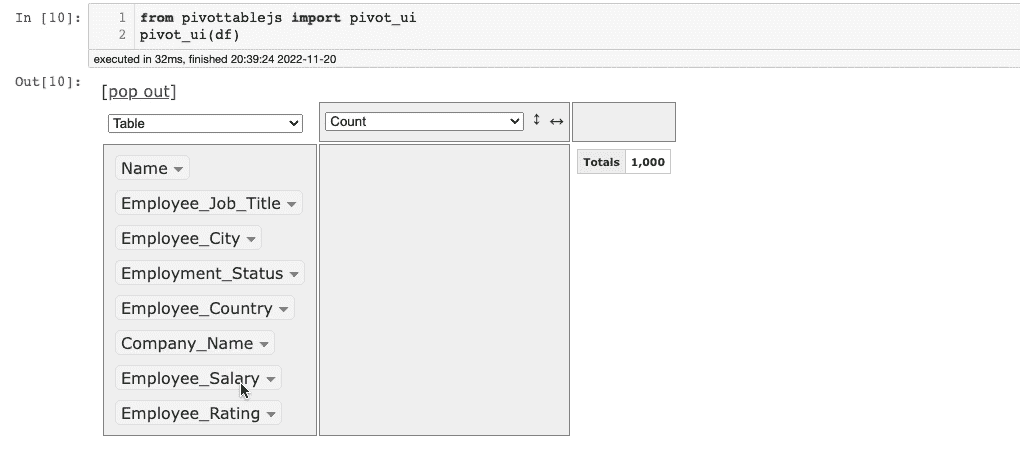 In [10]:
1 from pivottablejs import pivot_ui
2 pivot_ui(df)
executed in 32ms, finished 20:39:24 2022-11-20
Out[10]:
[pop out]
Table
Count ↕ ↔
Totals 1,000
Name
Employee_Job_Title
Employee_City
Employment_Status
Employee_Country
Company_Name
Employee_Salary
Employee_Rating